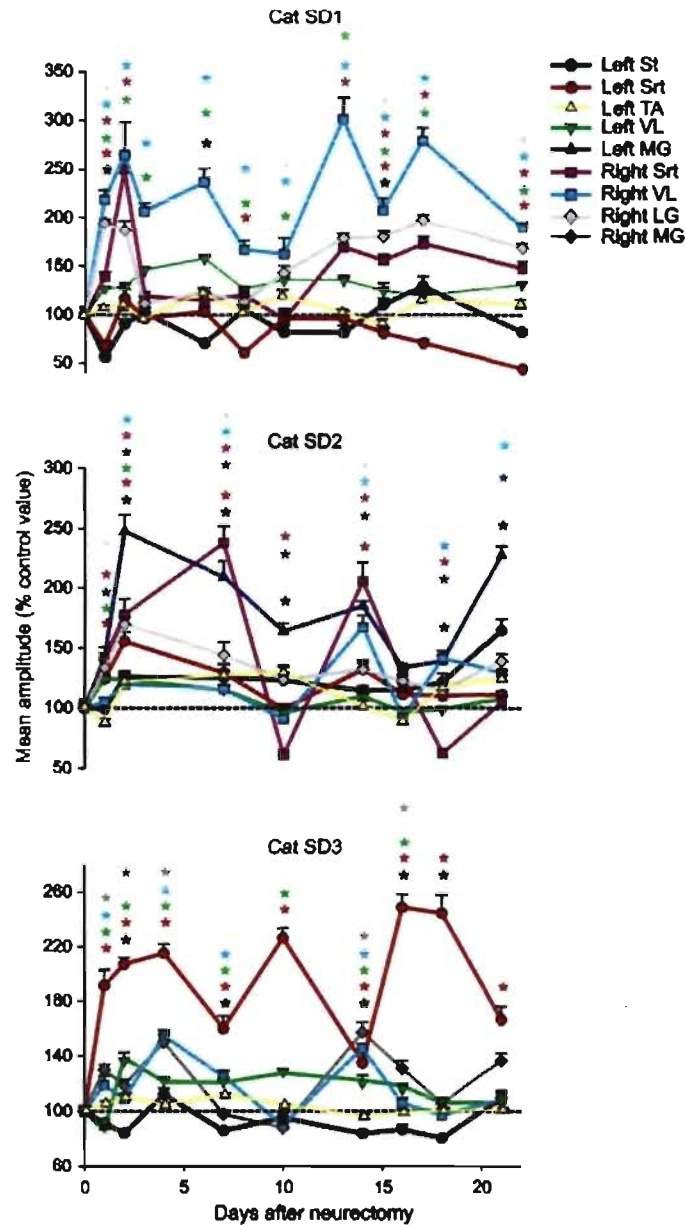 Cat SD1
350
300
250
200
150
100
50
Left St
Left Srt
Left TA
Left VL
Left MG
Right Srt
Right VL
Right LG
Right MG
Cat SD2
300
250
200
150
100
50
Mean amplitude (% control value)
Cat SD3
260
220
180
140
100
60
0 5 10 15 20
Days after neurectomy